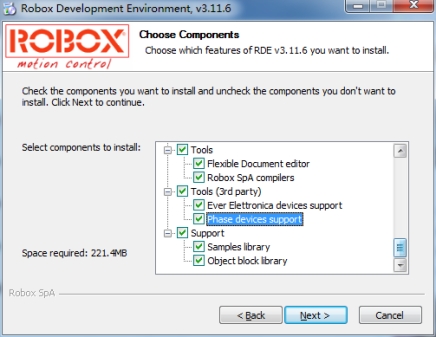 Robox Development Environment, v3.11.6
ROBOX
motion control
Choose Components
Choose which features of RDE v3.11.6 you want to install.
Check the components you want to install and uncheck the components you don't want to
install. Click Next to continue.
Select components to install:
Tools
Flexible Document editor
Robox SpA compilers
Tools (3rd party)
Ever Elettronica devices support
Phase devices support
Support
Samples library
Object block library
Space required: 221.4MB
Robox SpA
< Back
Next >
Cancel